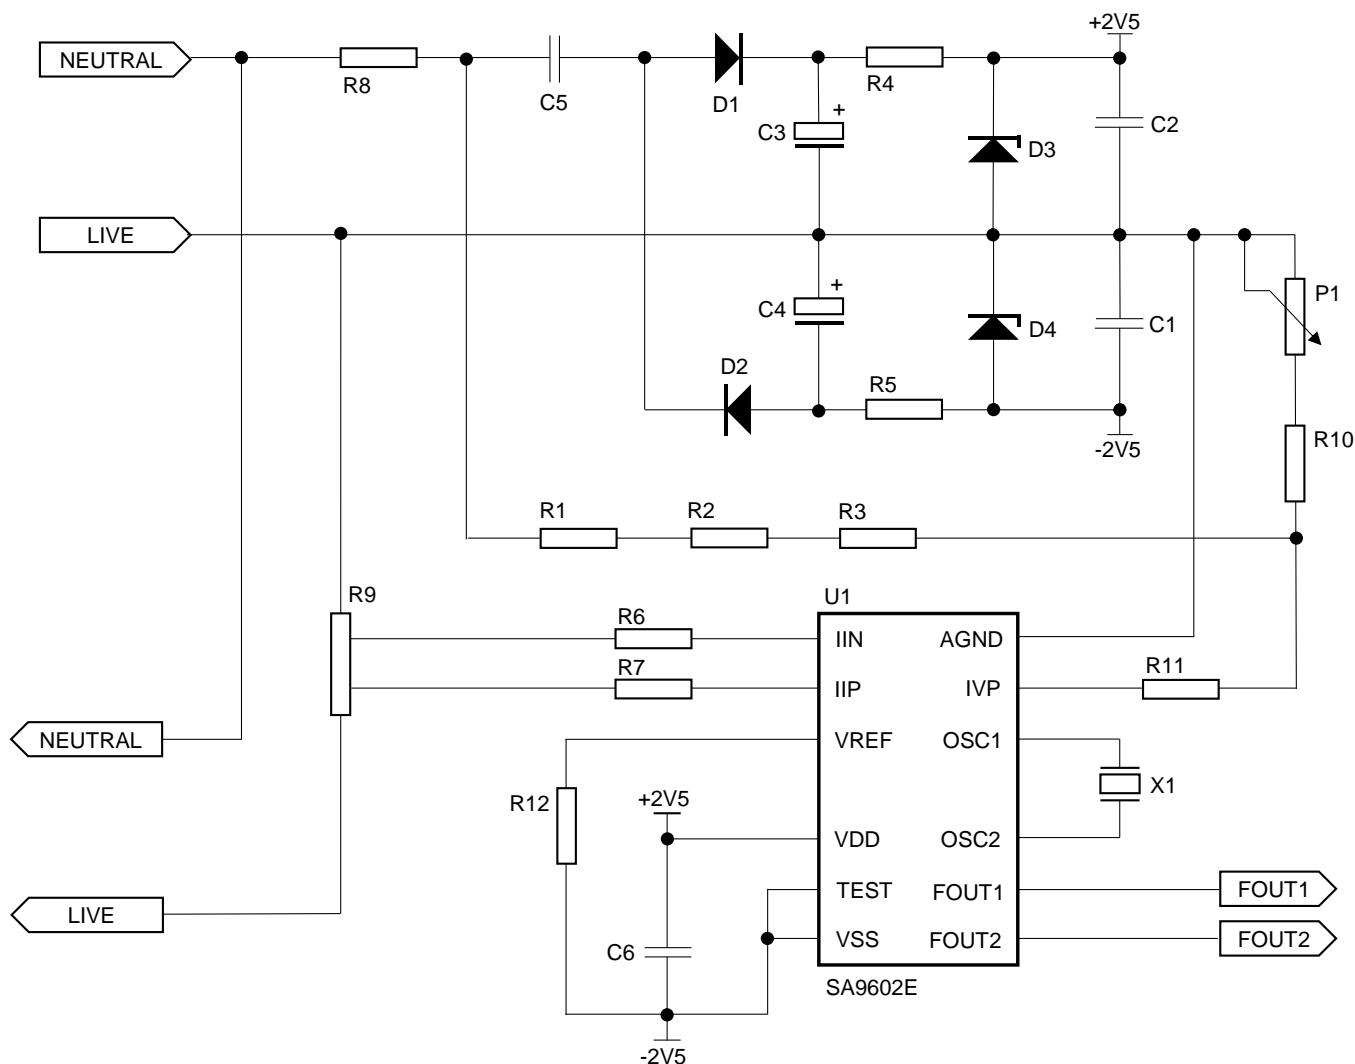 +2V5
NEUTRAL
R8
C5
D1
R4
C3
+
D3
C2
LIVE
P1
C4
+
D4
C1
D2
R5
-2V5
R10
R1
R2
R3
R9
U1
R6
IIN
AGND
R7
R11
IIP
IVP
NEUTRAL
VREF
OSC1
R12
+2V5
X1
VDD
OSC2
TEST
FOUT1
FOUT1
LIVE
VSS
FOUT2
FOUT2
C6
SA9602E
-2V5